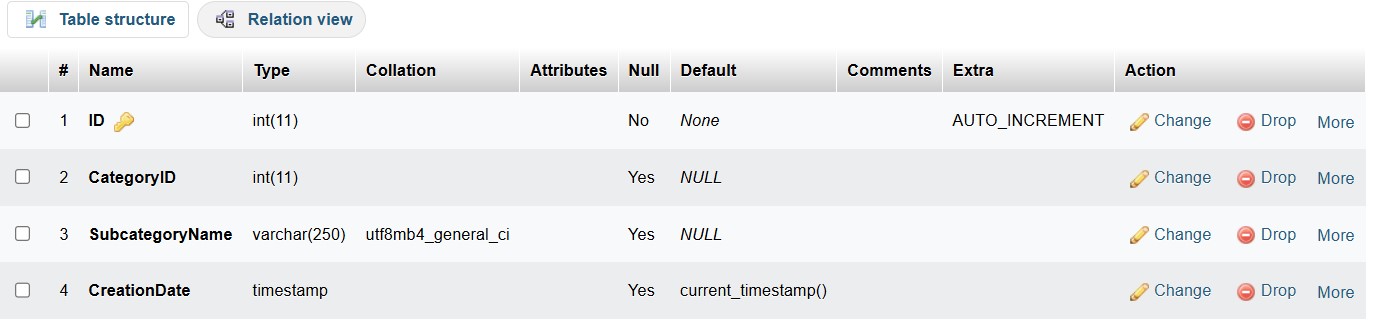 Table structure Relation view
# Name Type Collation Attributes Null Default Comments Extra Action
1 ID int(11) No None AUTO_INCREMENT Change Drop More
2 CategoryID int(11) Yes NULL Change Drop More
3 SubcategoryName varchar(250) utf8mb4_general_ci Yes NULL Change Drop More
4 CreationDate timestamp Yes current_timestamp() Change Drop More